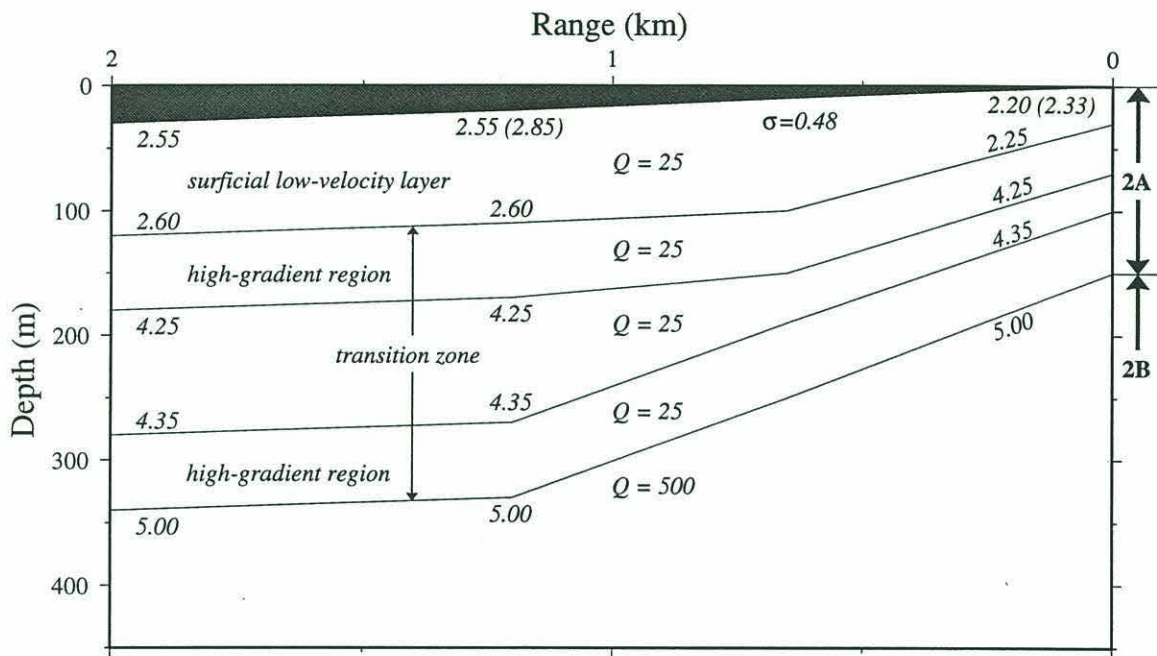 Range (km)
2 1 0
0
2.55 2.55 (2.85) σ=0.48 2.20 (2.33)
Q = 25 2.25
surficial low-velocity layer
2A
100
2.60 2.60 4.25
high-gradient region Q = 25 4.35
4.25 4.25
200
Q = 25 5.00
Depth (m)
transition zone
2B
4.35 4.35 Q = 25
300
high-gradient region
Q = 500
5.00 5.00
400